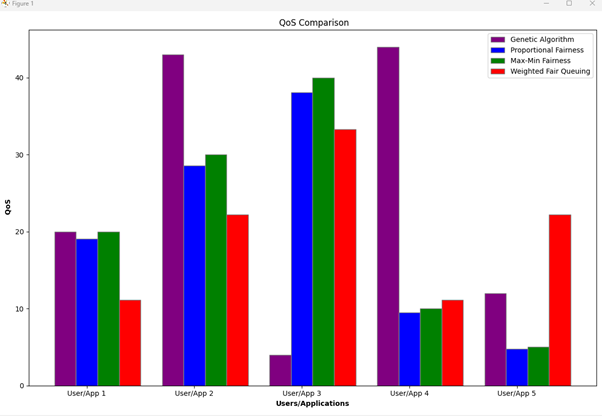 Figure 1
QoS Comparison
Genetic Algorithm
Proportional Fairness
Max-Min Fairness
Weighted Fair Queuing
40
30
20
10
0
QoS
User/App 1 User/App 2 User/App 3 User/App 4 User/App 5
Users/Applications